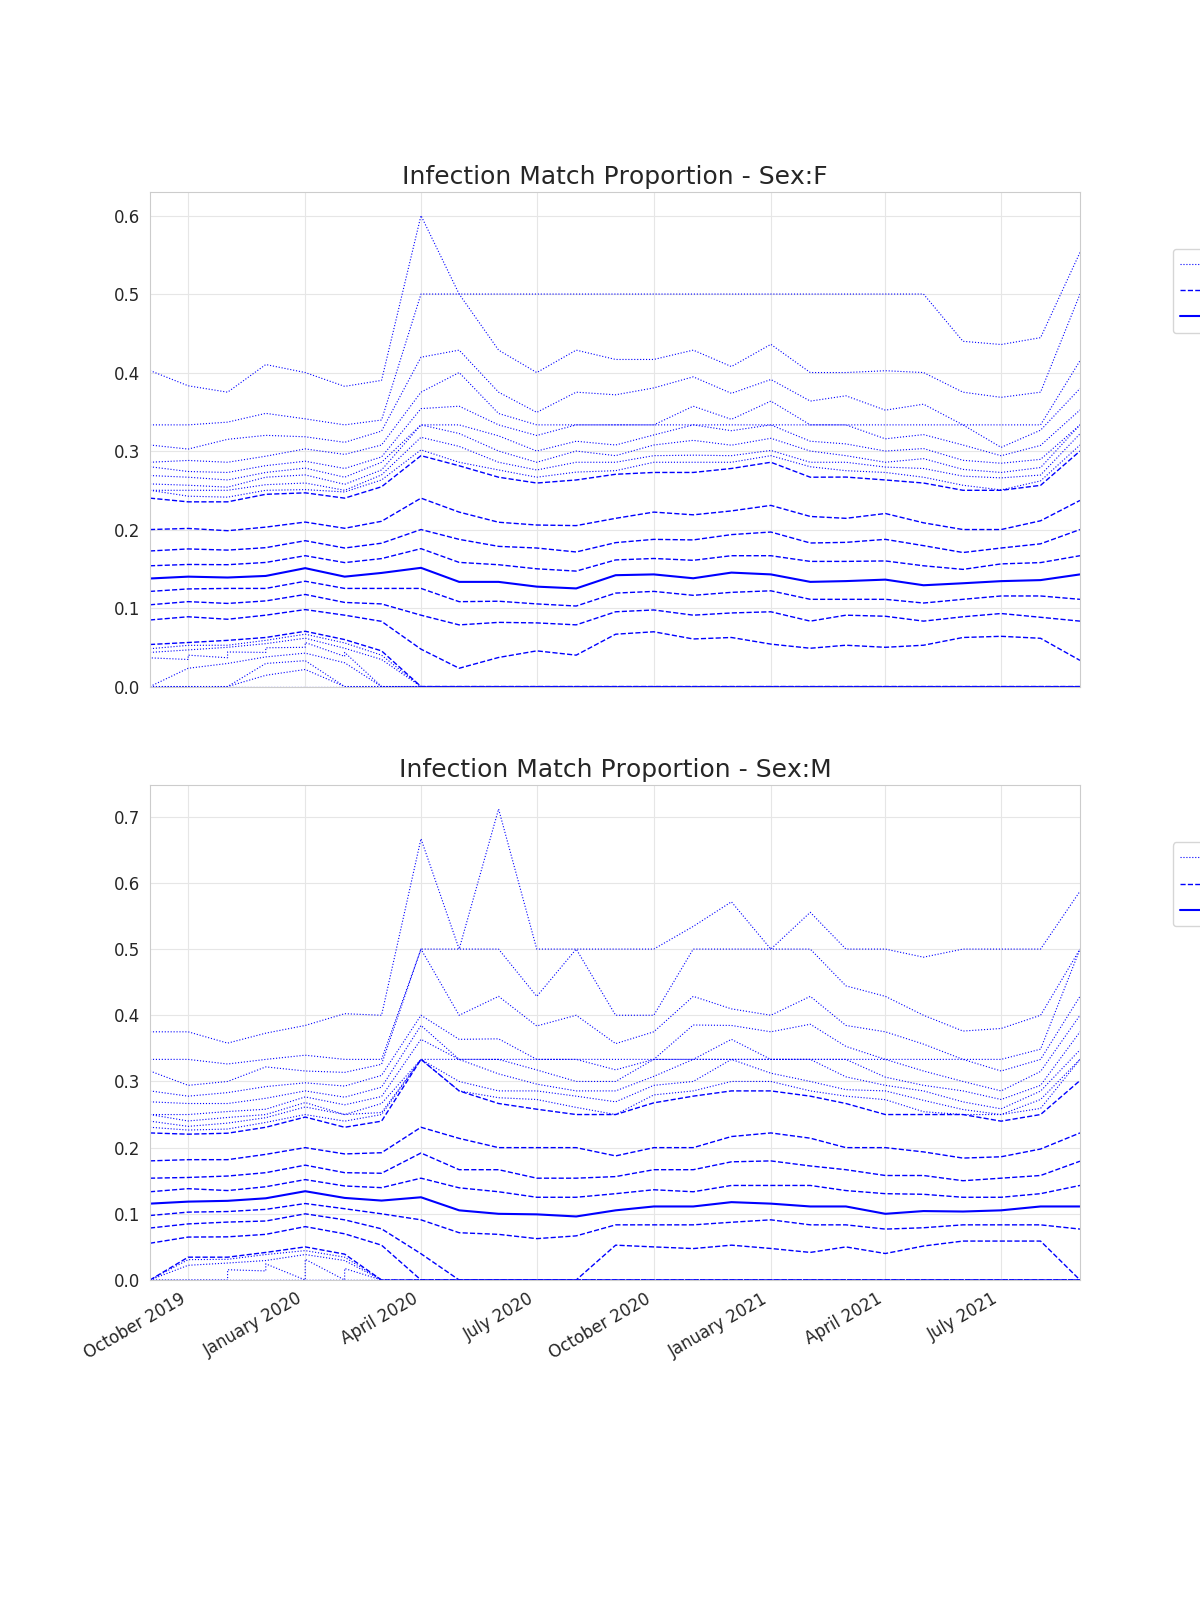 Infection Match Proportion - Sex:F
0.6
0.5
0.4
0.3
0.2
0.1
0.0
Infection Match Proportion - Sex:M
0.7
0.6
0.5
0.4
0.3
0.2
0.1
0.0
October 2019
January 2020
April 2020
July 2020
October 2020
January 2021
April 2021
July 2021